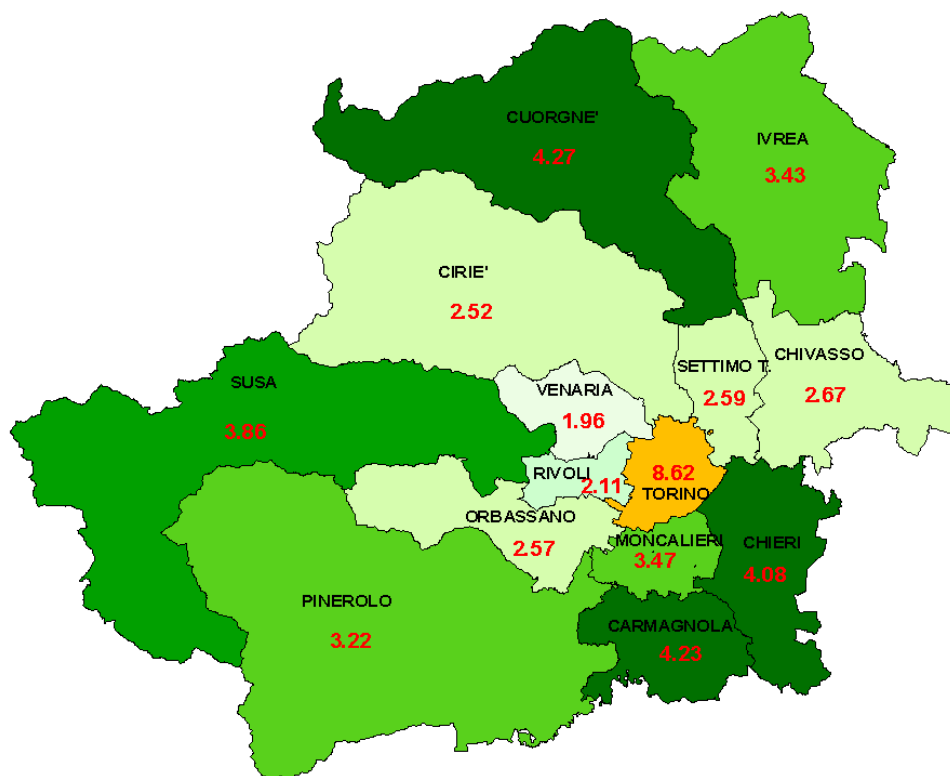 CUORGNE'
4.27
IVREA
3.43
CIRIE'
2.52
SETTIMO T.
2.59
CHIVASSO
2.67
SUSA
3.86
VENARIA
1.96
RIVOLI
2.11
8.62
TORINO
ORBASSANO
2.57
MONCALIERI
3.47
CHIERI
4.08
PINEROLO
3.22
CARMAGNOLA
4.23